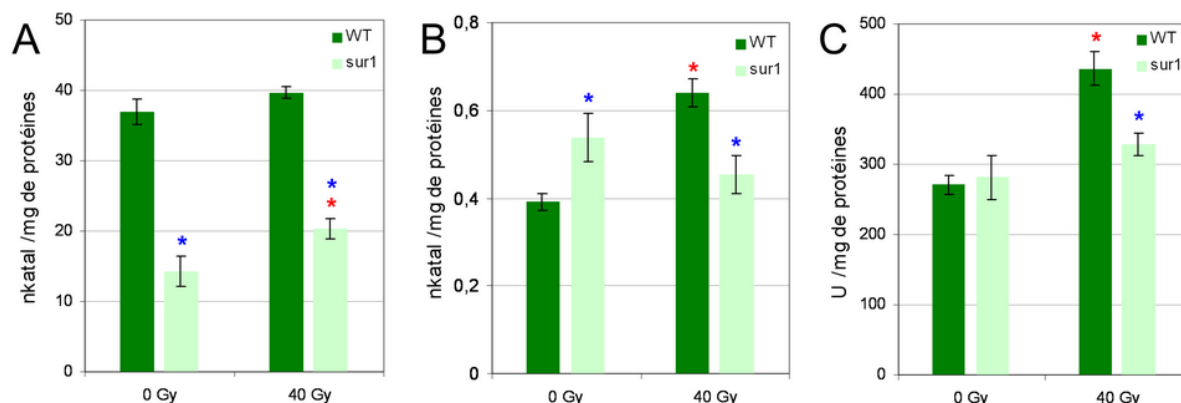 A
nkatal /mg de protéines
50
40
30
20
10
0
WT
sur1
*
*
*
0 Gy
40 Gy
B
nkatal /mg de protéines
0,8
0,6
0,4
0,2
0
WT
sur1
*
*
*
0 Gy
40 Gy
C
U /mg de protéines
500
400
300
200
100
0
WT
sur1
*
*
0 Gy
40 Gy